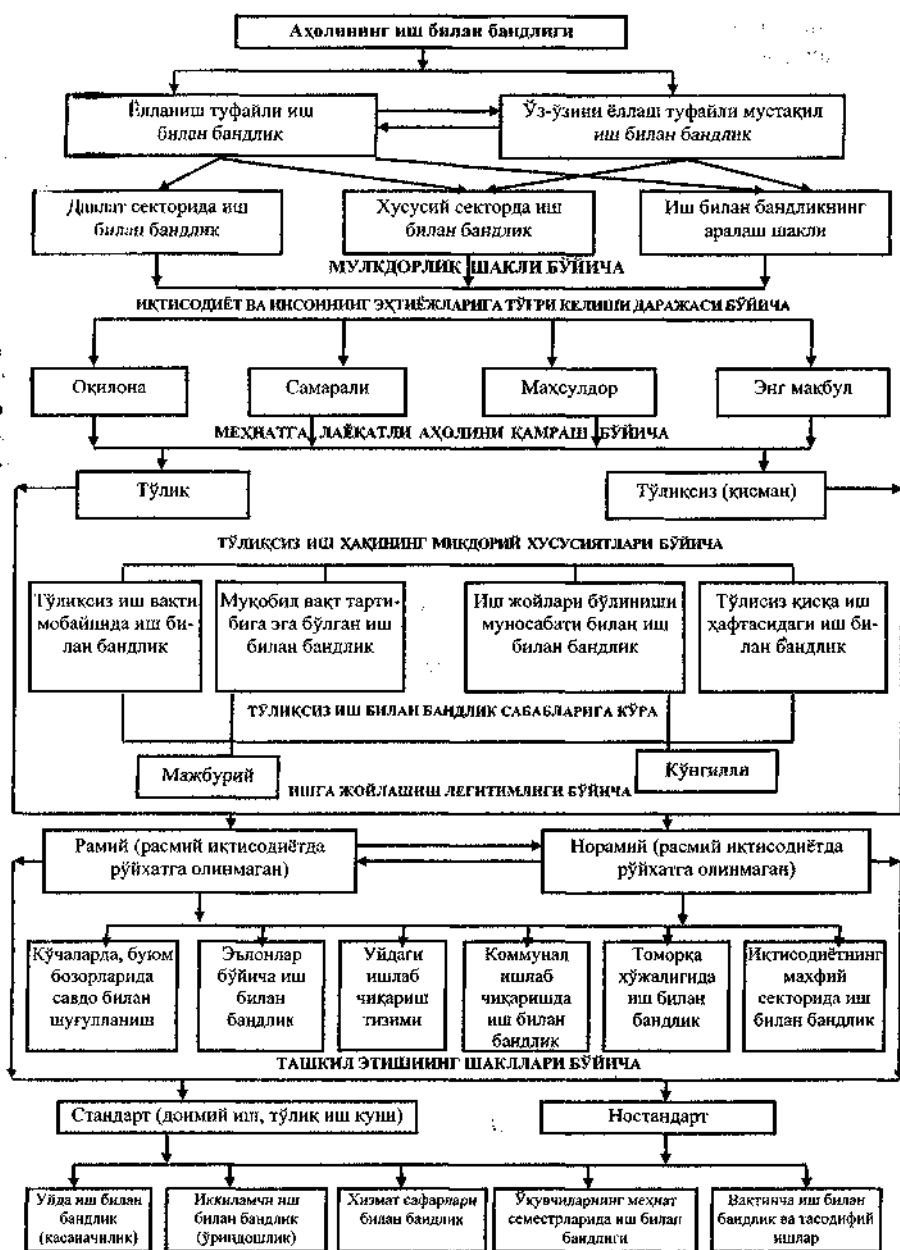 Аҳолининг иш билан бандлиги
Ёлланиш туфайли иш
билан бандлик
Ўз-ўзини ёллаш туфайли мустақил
иш билан бандлик
Давлат секторида иш
билан бандлик
Хусусий секторда иш
билан бандлик
Иш билан бандликнинг
аралаш шакли
МУЛКДОРЛИК ШАКЛИ БЎЙИЧА
ИҚТИСОДИЁТ ВА ИНСОННИНГ ЭҲТИЁЖЛАРИГА ТЎҒРИ КЕЛИШИ ДАРАЖАСИ БЎЙИЧА
Оқилона
Самарали
Маҳсулдор
Энг мақбул
МЕҲНАТГА ЛАЁҚАТЛИ АҲОЛИНИ ҚАМРАШ БЎЙИЧА
Тўлиқ
Тўлиқсиз (қисман)
ТЎЛИҚСИЗ ИШ ҲАҚИНИНГ МИҚДОРИЙ ХУСУСИЯТЛАРИ БЎЙИЧА
Тўлиқсиз иш вақти
мобайнида иш би-
лан бандлик
Муқобил вақт тарти-
бига эга бўлган иш
билан бандлик
Иш жойлари бўлиниши
муносабати билан иш
билан бандлик
Тўлисиз қисқа иш
ҳафтасидаги иш би-
лан бандлик
ТЎЛИҚСИЗ ИШ БИЛАН БАНДЛИК САБАБЛАРИГА КЎРА
Мажбурий
Кўнгилли
ИШГА ЖОЙЛАШИШ ЛЕГИТИМЛИГИ БЎЙИЧА
Рамий (расмий иқтисодиётда
рўйхатга олинмаган)
Норамий (расмий иқтисодиётда
рўйхатга олинмаган)
Кўчаларда, буюм
бозорларида
савдо билан
шуғулланиш
Эълонлар
бўйича иш
билан
бандлик
Уйдаги
ишлаб
чиқариш
тизими
Коммунал
ишлаб
чиқаришда
иш билан
бандлик
Томорқа
хўжалигида
иш билан
бандлик
Иқтисодиётнинг
махфий
секторида иш
билан бандлик
ТАШКИЛ ЭТИШНИНГ ШАКЛЛАРИ БЎЙИЧА
Стандарт (доимий иш, тўлиқ иш куни)
Ностандарт
Уйда иш билан
бандлик
(касаначилик)
Иккиламчи иш
билан бандлик
(ўриндошлик)
Хизмат сафарлари
билан бандлик
Ўқувчиларнинг меҳнат
семестрларида иш билан
бандлиги
Вақтинча иш билан
бандлик ва тасодифий
ишлар